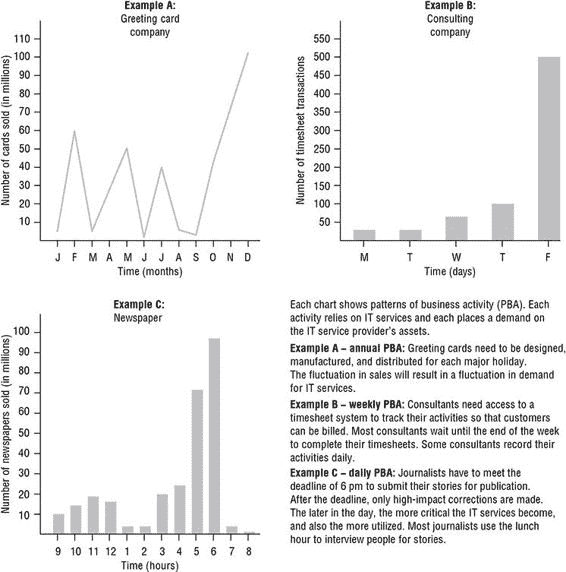 Example A:
Greeting card
company
Number of cards sold (in millions)
110
100
90
80
70
60
50
40
30
20
10
J F M A M J J A S O N D
Time (months)
Example B:
Consulting
company
Number of timesheet transactions
550
500
450
400
350
300
250
200
150
100
50
M T W T F
Time (days)
Example C:
Newspaper
Number of newspapers sold (in millions)
100
90
80
70
60
50
40
30
20
10
9 10 11 12 1 2 3 4 5 6 7 8
Time (hours)
Each chart shows patterns of business activity (PBA). Each
activity relies on IT services and each places a demand on
the IT service provider's assets.
Example A – annual PBA: Greeting cards need to be designed,
manufactured, and distributed for each major holiday.
The fluctuation in sales will result in a fluctuation in demand
for IT services.
Example B – weekly PBA: Consultants need access to a
timesheet system to track their activities so that customers
can be billed. Most consultants wait until the end of the week
to complete their timesheets. Some consultants record their
activities daily.
Example C – daily PBA: Journalists have to meet the
deadline of 6 pm to submit their stories for publication.
After the deadline, only high-impact corrections are made.
The later in the day, the more critical the IT services become,
and also the more utilized. Most journalists use the lunch
hour to interview people for stories.